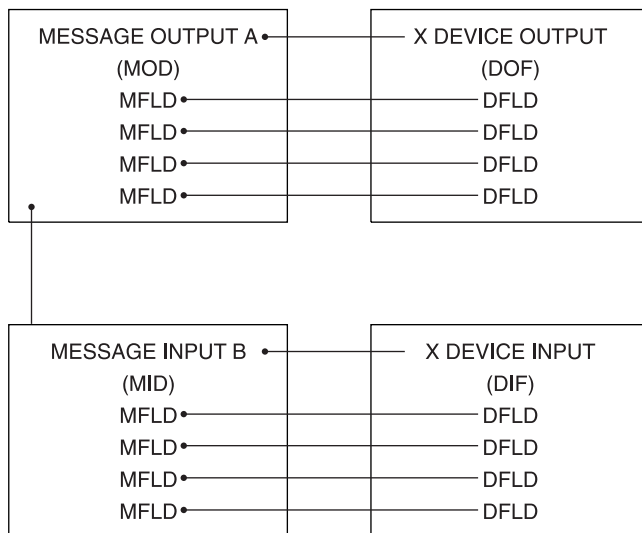 MESSAGE OUTPUT A
(MOD)
MFLD
MFLD
MFLD
MFLD
X DEVICE OUTPUT
(DOF)
DFLD
DFLD
DFLD
DFLD
MESSAGE INPUT B
(MID)
MFLD
MFLD
MFLD
MFLD
X DEVICE INPUT
(DIF)
DFLD
DFLD
DFLD
DFLD